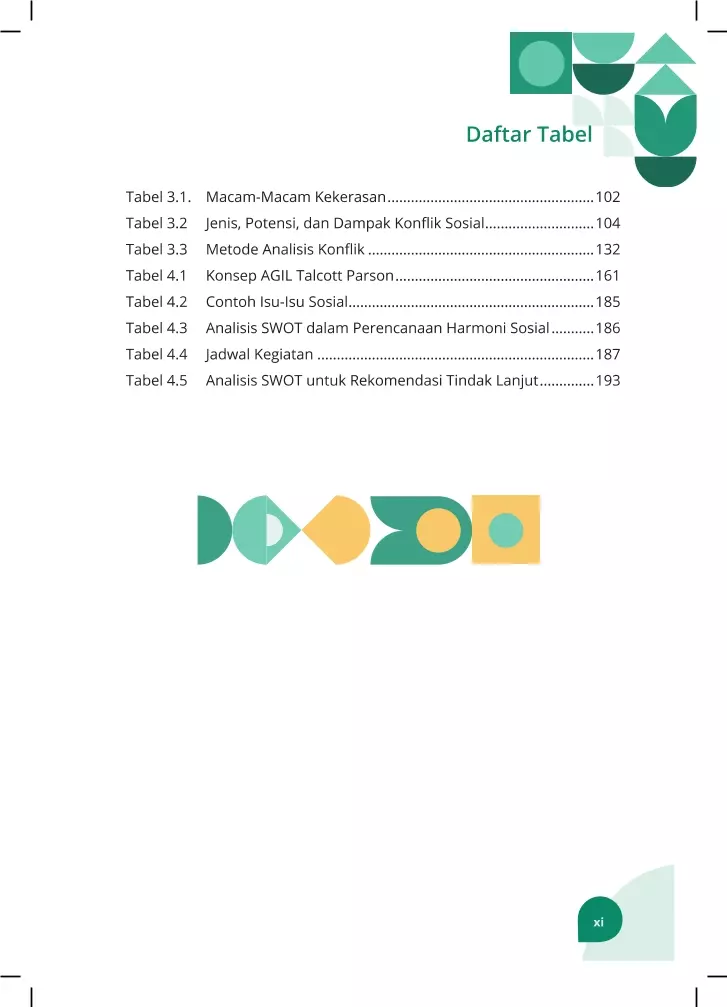 Daftar Tabel
Tabel 3.1. Macam-Macam Kekerasan.....................................................102
Tabel 3.2 Jenis, Potensi, dan Dampak Konflik Sosial............................104
Tabel 3.3 Metode Analisis Konflik ..........................................................132
Tabel 4.1 Konsep AGIL Talcott Parson...................................................161
Tabel 4.2 Contoh Isu-Isu Sosial...............................................................185
Tabel 4.3 Analisis SWOT dalam Perencanaan Harmoni Sosial...........186
Tabel 4.4 Jadwal Kegiatan .......................................................................187
Tabel 4.5 Analisis SWOT untuk Rekomendasi Tindak Lanjut..............193
xi